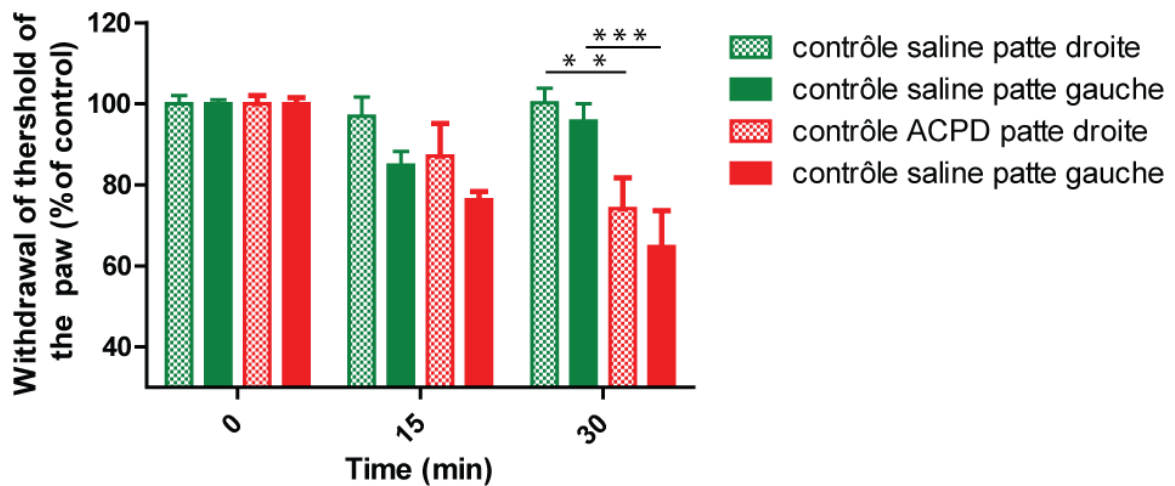 Withdrawal of thershold of
the paw (% of control)
120
100
80
60
40
* * *
* *
0
15
30
Time (min)
contrôle saline patte droite
contrôle saline patte gauche
contrôle ACPD patte droite
contrôle saline patte gauche